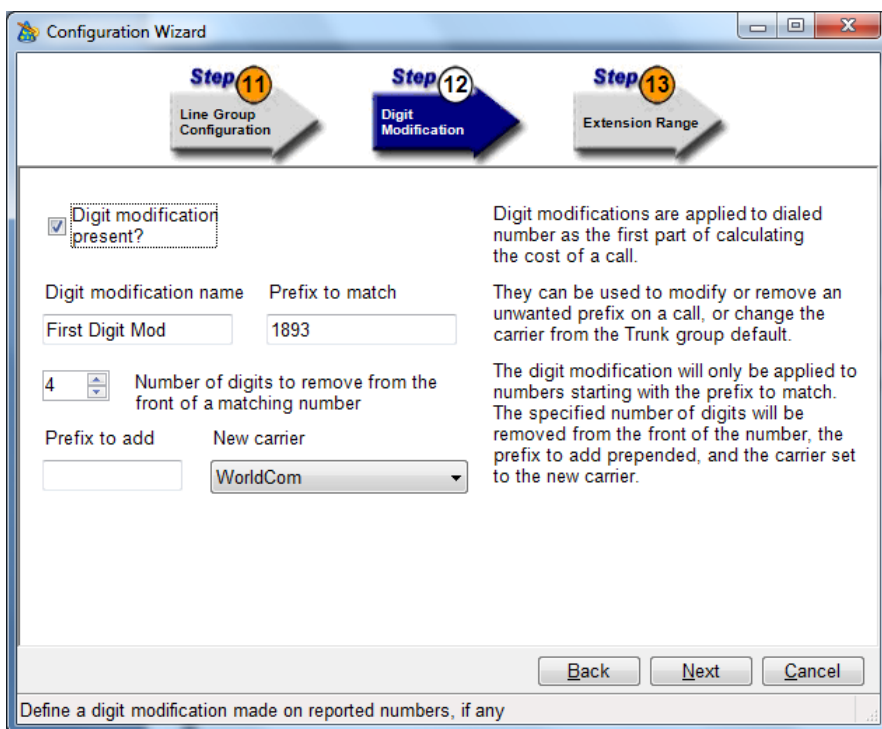 Configuration Wizard
Step 11
Line Group
Configuration
Step 12
Digit
Modification
Step 13
Extension Range
Digit modification
present?
Digit modification name
Prefix to match
First Digit Mod
1893
4
Number of digits to remove from the
front of a matching number
Prefix to add
New carrier
WorldCom
Digit modifications are applied to dialed
number as the first part of calculating
the cost of a call.
They can be used to modify or remove an
unwanted prefix on a call, or change the
carrier from the Trunk group default.
The digit modification will only be applied to
numbers starting with the prefix to match.
The specified number of digits will be
removed from the front of the number, the
prefix to add prepended, and the carrier set
to the new carrier.
Back
Next
Cancel
Define a digit modification made on reported numbers, if any